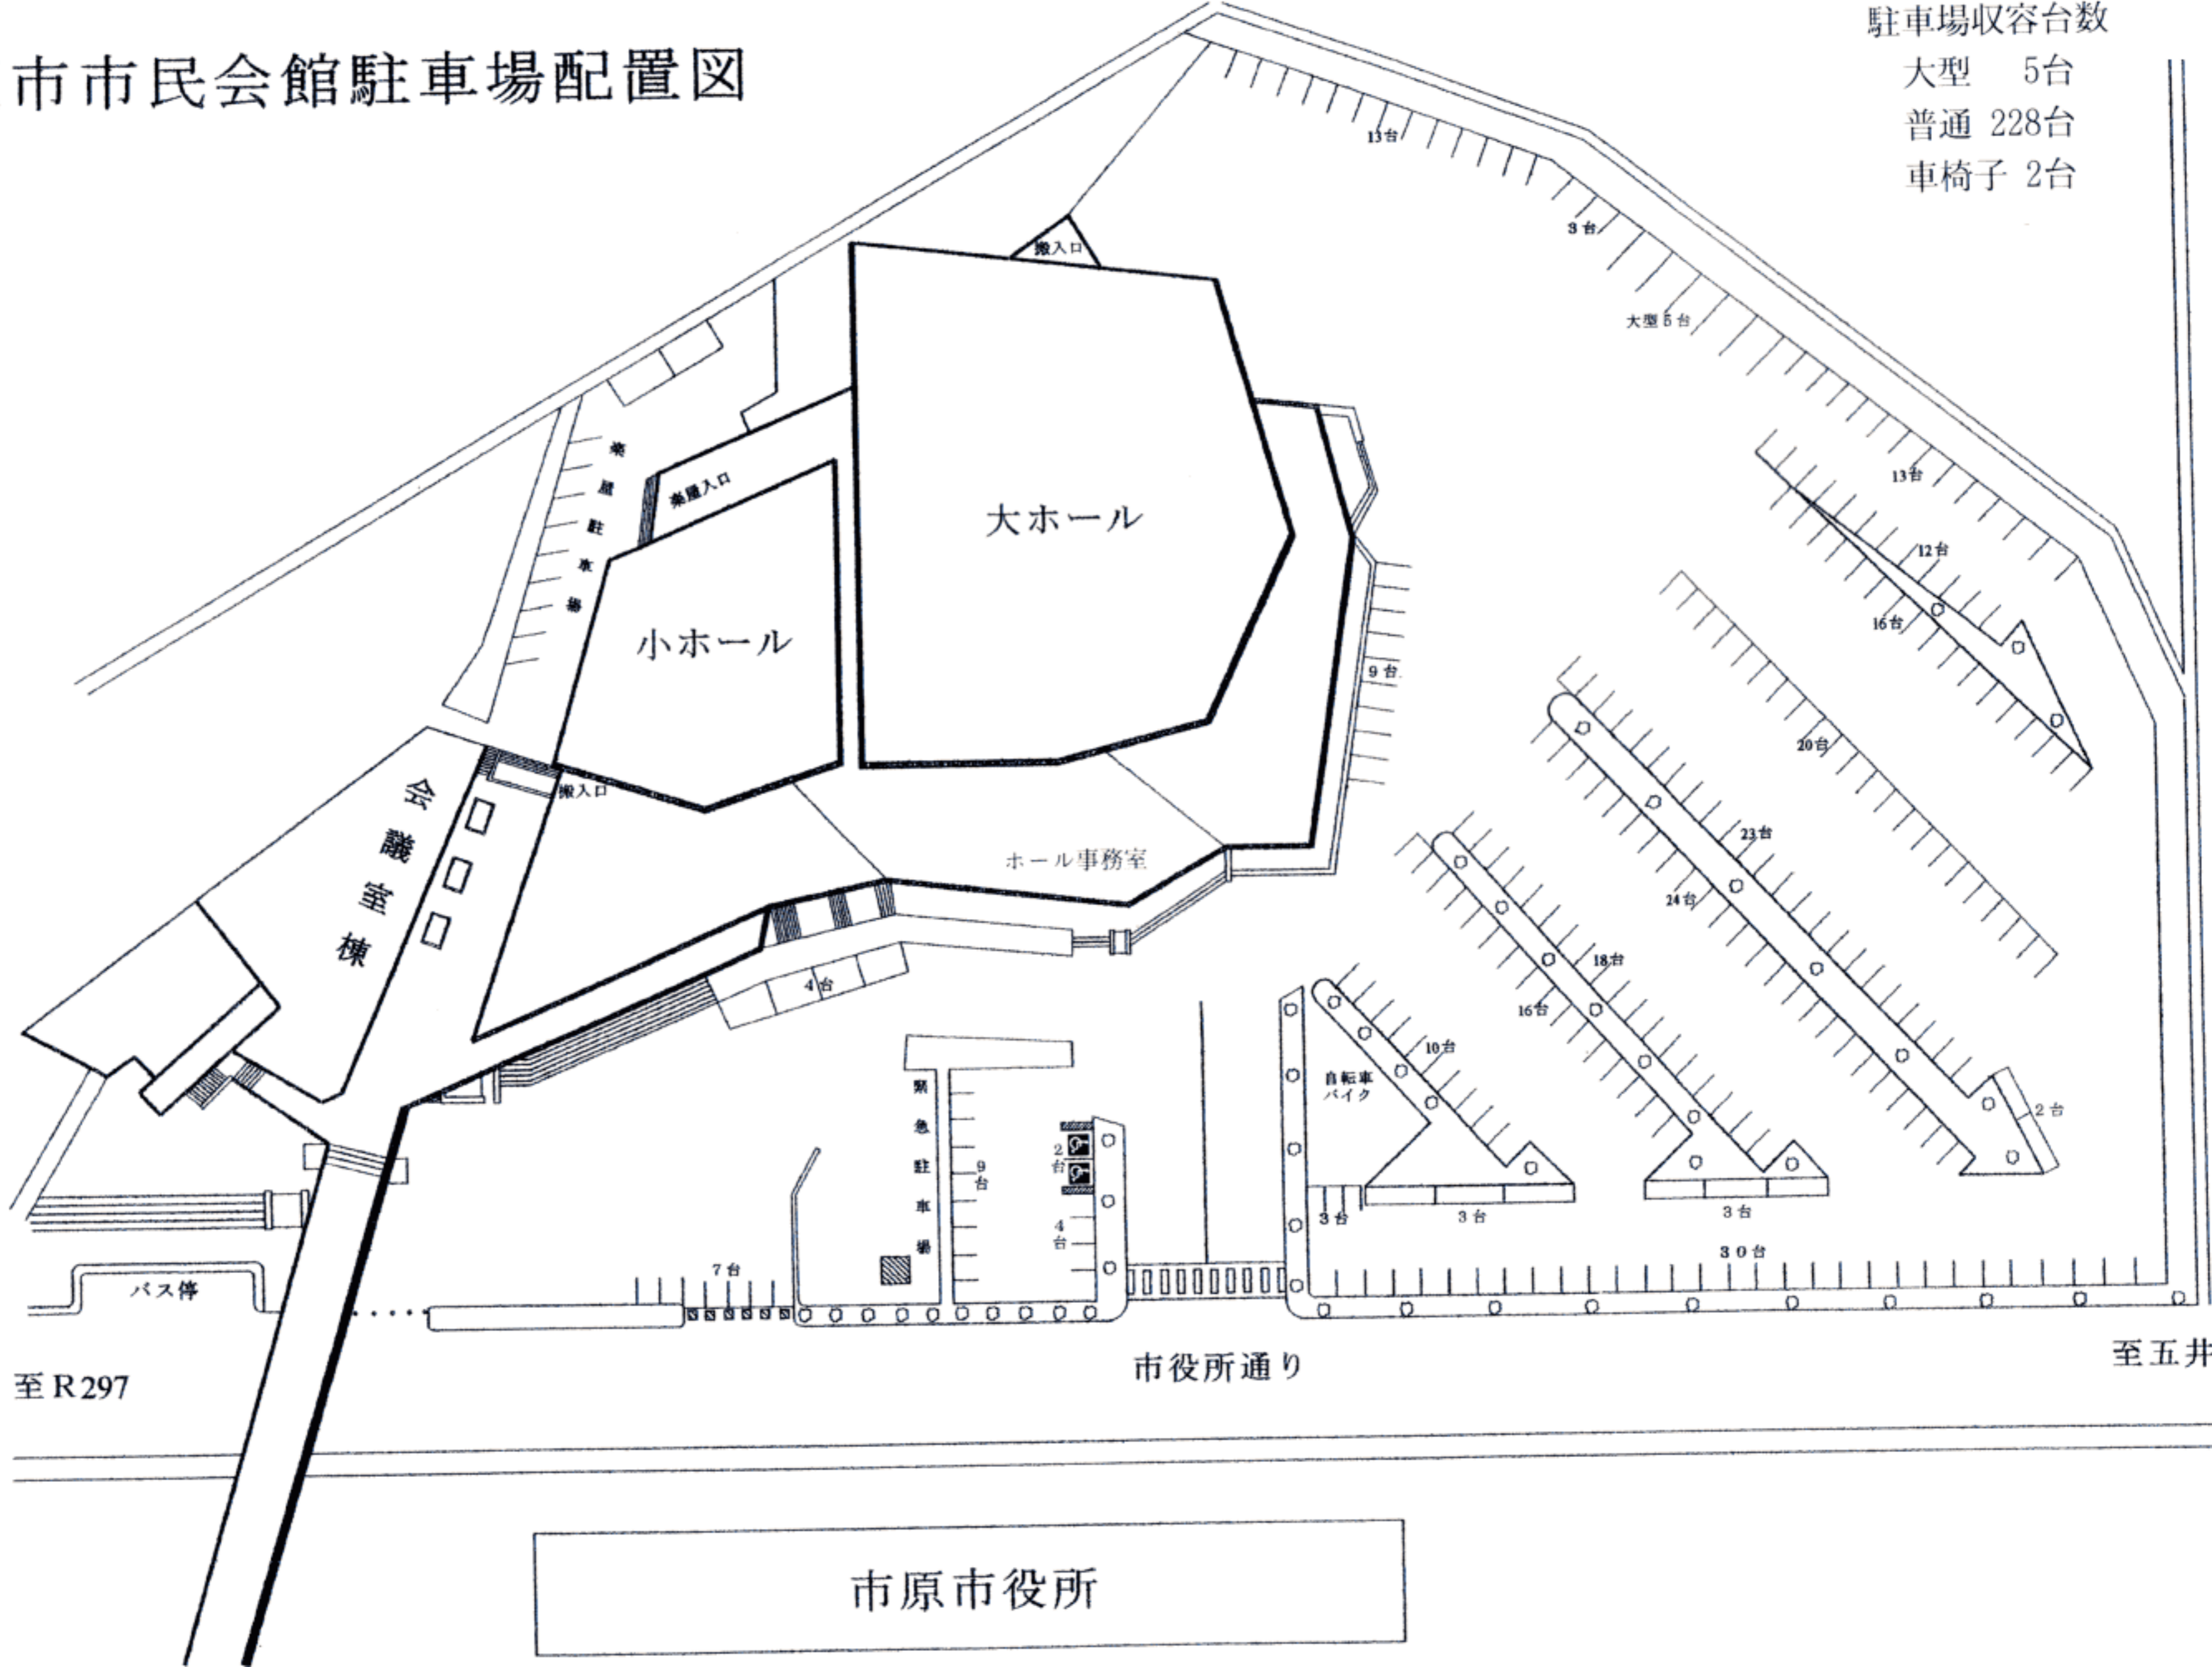 市市民会館駐車場配置図
駐車場収容台数
大型 5台
普通 228台
車椅子 2台
13台
3台
大型5台
13台
12台
16台
20台
23台
24台
18台
16台
10台
9台
2台
搬入口
大ホール
楽屋駐車場
楽屋入口
小ホール
搬入口
会議室棟
ホール事務室
4台
緊急駐車場
9台
2台
4台
自転車
バイク
3台
3台
3台
30台
7台
バス停
至R297
市役所通り
至五井
市原市役所